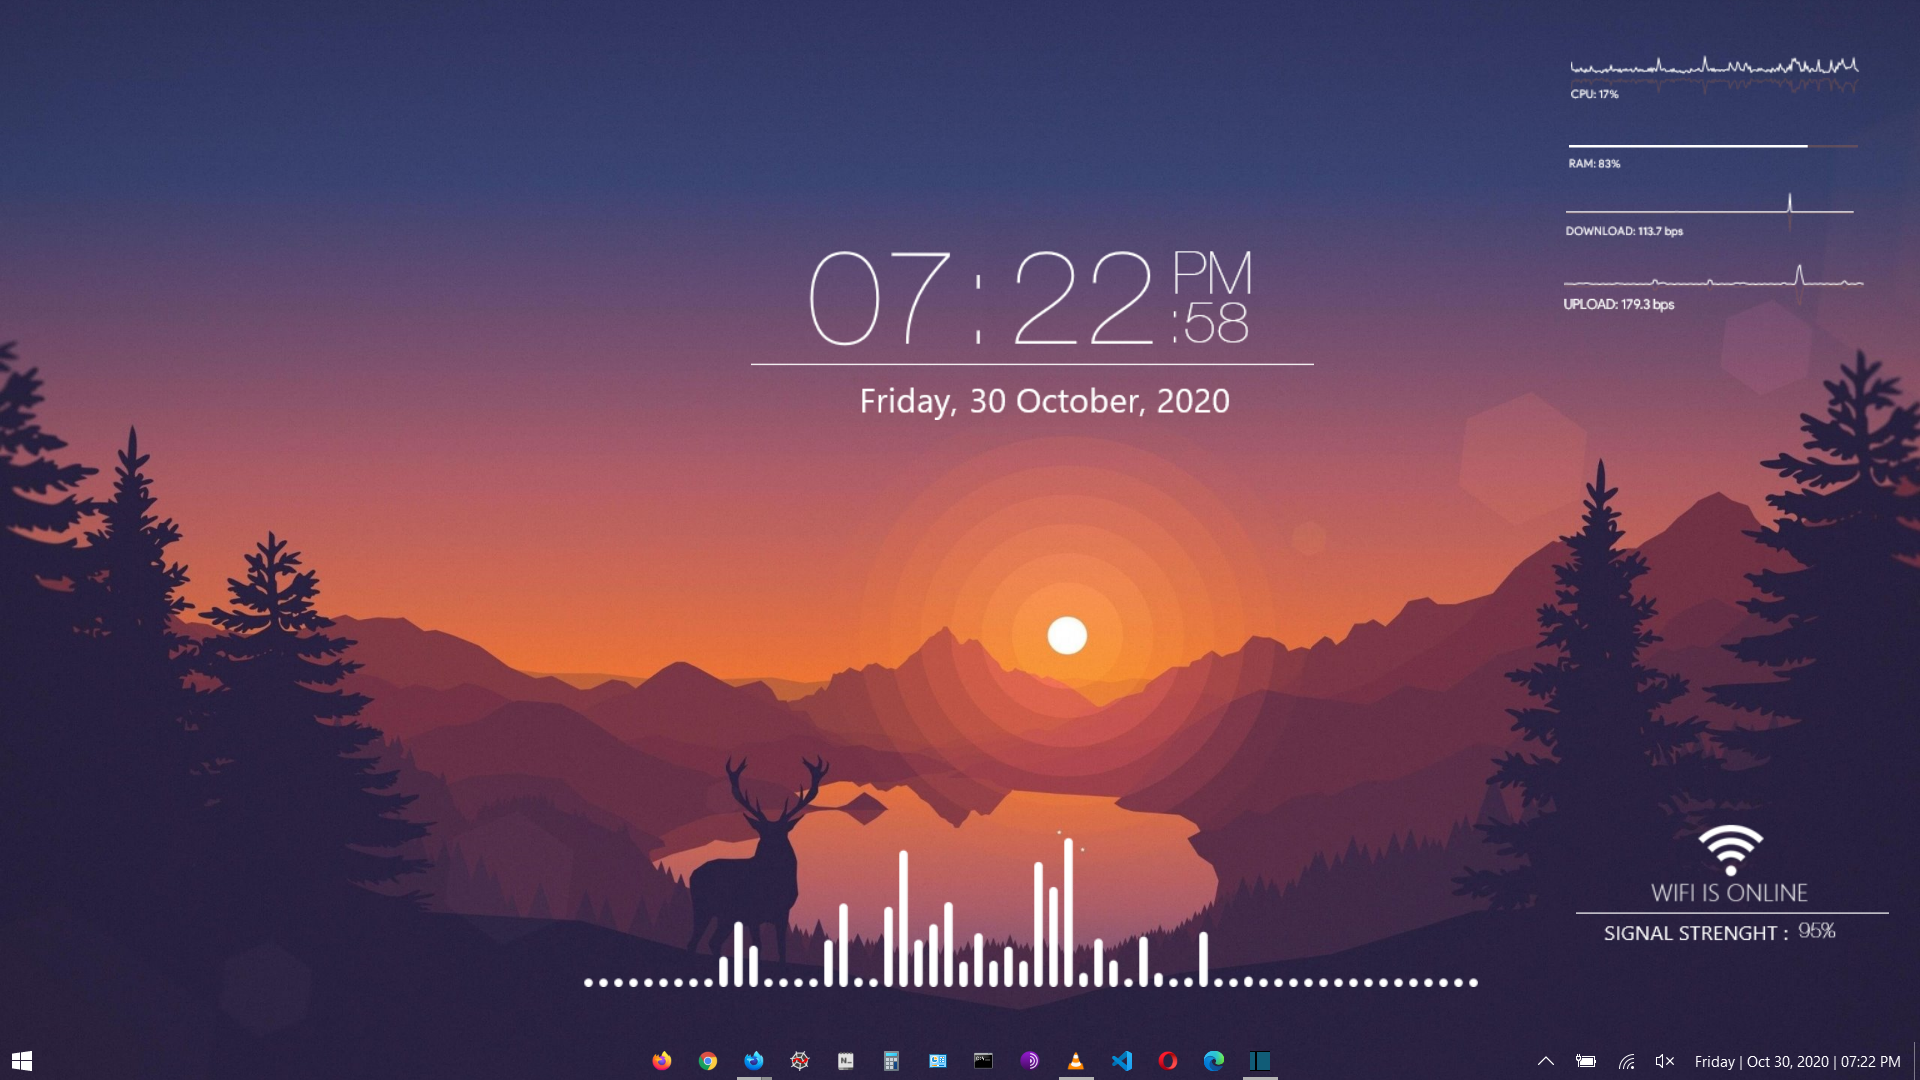 CPU: 17%
RAM: 83%
DOWNLOAD: 113.7 bps
UPLOAD: 179.3 bps
07:22 PM
:58
Friday, 30 October, 2020
WIFI IS ONLINE
SIGNAL STRENGHT : 95%
Friday | Oct 30, 2020 | 07:22 PM